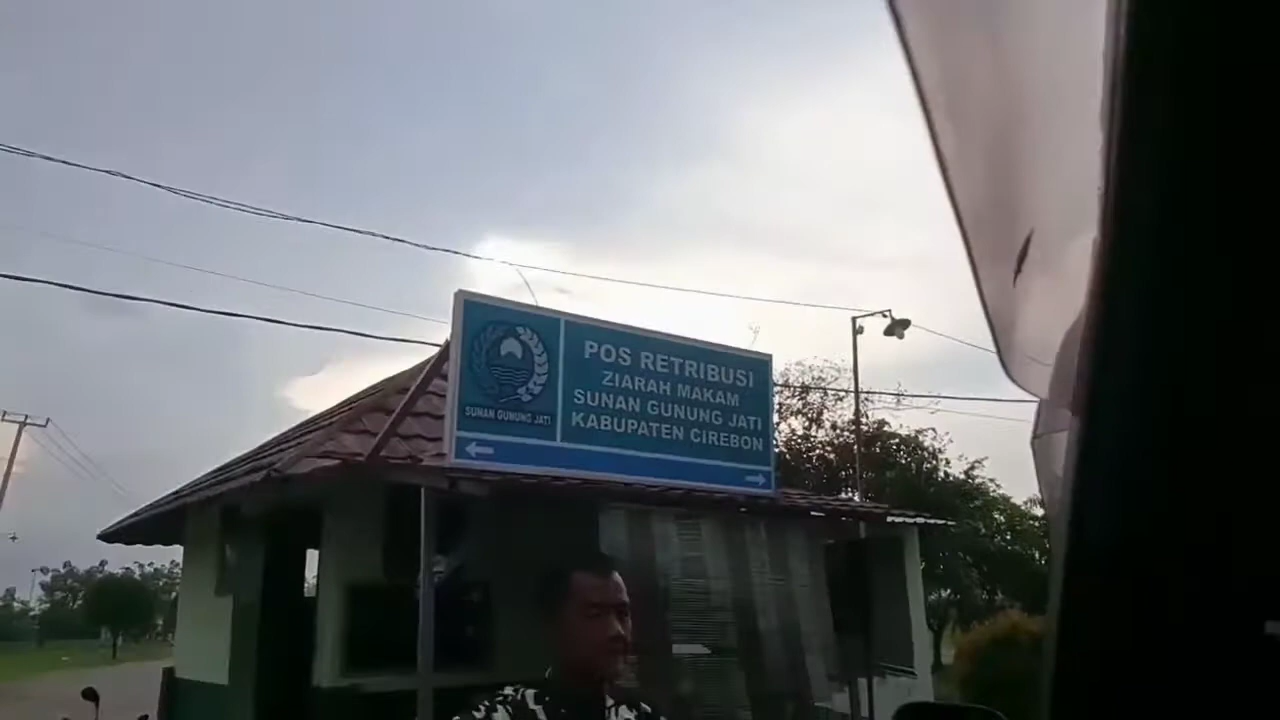 SUNAN GUNUNG JATI
POS RETRIBUSI
ZIARAH MAKAM
SUNAN GUNUNG JATI
KABUPATEN CIREBON